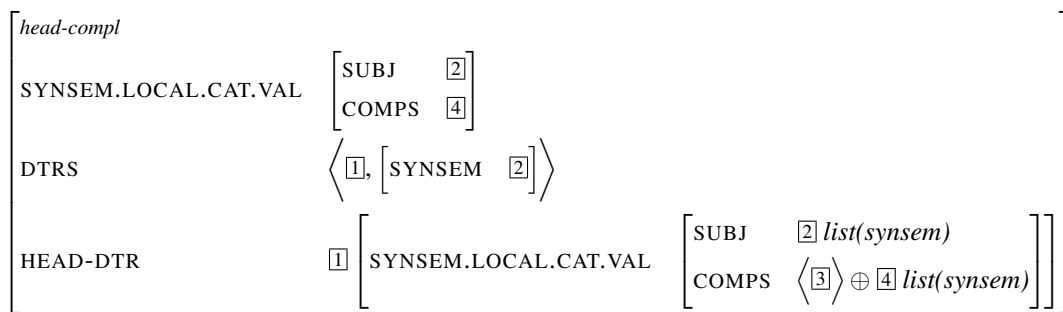 head-compl
SYNSEM.LOCAL.CAT.VAL [SUBJ 2
COMPS 4]
DTRS ⟨1, [SYNSEM 2]⟩
HEAD-DTR 1 [SYNSEM.LOCAL.CAT.VAL [SUBJ 2 list(synsem)
COMPS ⟨3⟩ ⊕ 4 list(synsem)]]